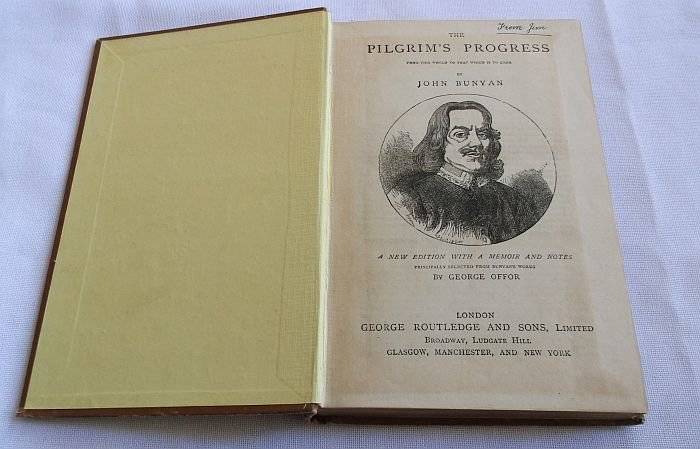 From Jim
THE
PILGRIM'S PROGRESS
FROM THIS WORLD TO THAT WHICH IS TO COME
BY
JOHN BUNYAN
A NEW EDITION WITH A MEMOIR AND NOTES
PRINCIPALLY SELECTED FROM BUNYAN'S WORKS
BY GEORGE OFFOR
LONDON
GEORGE ROUTLEDGE AND SONS, LIMITED
BROADWAY, LUDGATE HILL
GLASGOW, MANCHESTER, AND NEW YORK